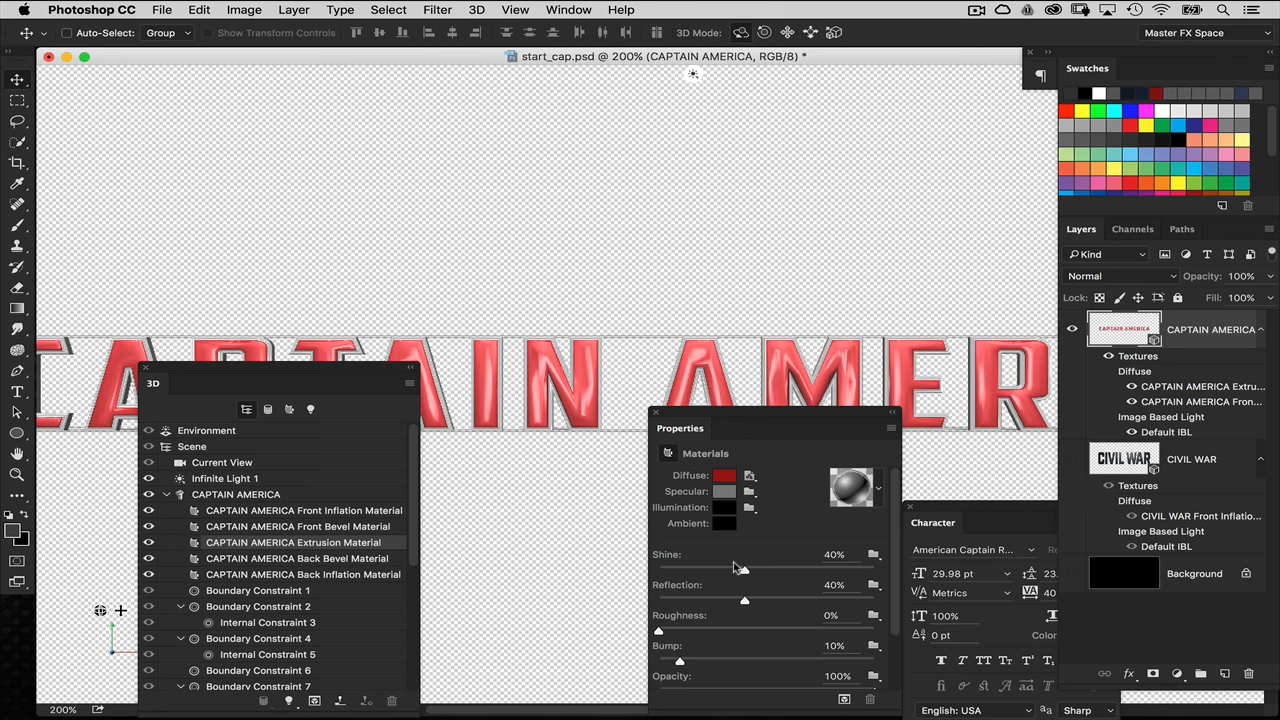 Photoshop CC File Edit Image Layer Type Select Filter 3D View Window Help
Auto-Select: Group Show Transform Controls 3D Mode: Master FX Space
start_cap.psd @ 200% (CAPTAIN AMERICA, RGB/8) *
Swatches
CAPTAIN AMER
3D
Environment
Scene
Current View
Infinite Light 1
CAPTAIN AMERICA
CAPTAIN AMERICA Front Inflation Material
CAPTAIN AMERICA Front Bevel Material
CAPTAIN AMERICA Extrusion Material
CAPTAIN AMERICA Back Bevel Material
CAPTAIN AMERICA Back Inflation Material
Boundary Constraint 1
Boundary Constraint 2
Internal Constraint 3
Boundary Constraint 4
Internal Constraint 5
Boundary Constraint 6
Boundary Constraint 7
200%
Properties
Materials
Diffuse:
Specular:
Illumination:
Ambient:
Shine: 40%
Reflection: 40%
Roughness: 0%
Bump: 10%
Opacity: 100%
Character
American Captain R...
29.98 pt 23.
Metrics 40
100%
0 pt Color
English: USA Sharp
Layers Channels Paths
Kind
Normal Opacity: 100%
Lock: Fill: 100%
CAPTAIN AMERICA CAPTAIN AMERICA
Textures
Diffuse
CAPTAIN AMERICA Extru...
CAPTAIN AMERICA Fron...
Image Based Light
Default IBL
CIVIL WAR CIVIL WAR
Textures
Diffuse
CIVIL WAR Front Inflatio...
Image Based Light
Default IBL
Background